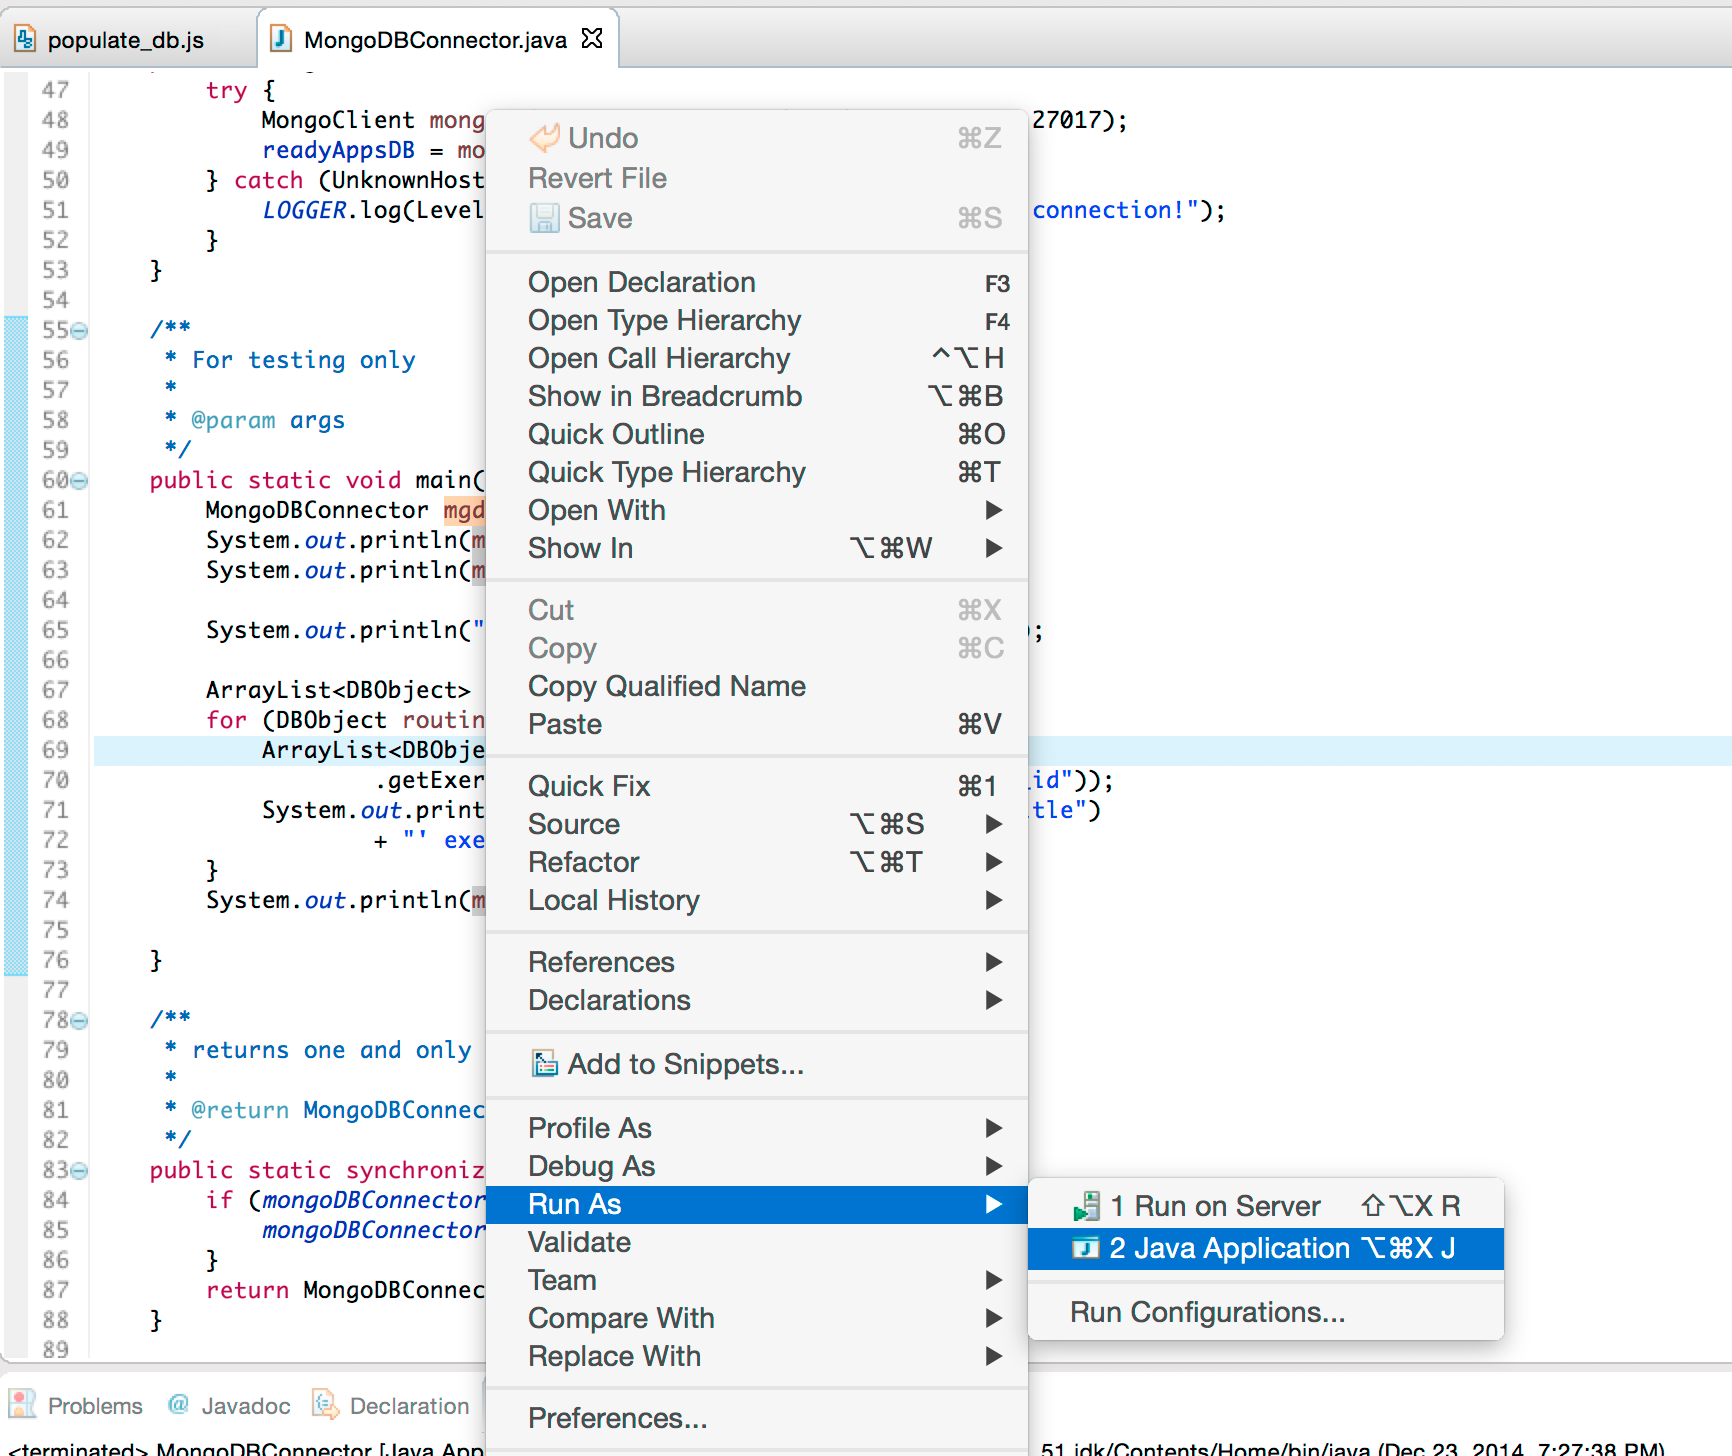 populate_db.js
MongoDBConnector.java
47 try {
48 MongoClient mong 27017);
49 readyAppsDB = mo
50 } catch (UnknownHost
51 LOGGER.log(Level connection!");
52 }
53 }
54
55 /**
56 * For testing only
57 *
58 * @param args
59 */
60 public static void main(
61 MongoDBConnector mgd
62 System.out.println(m
63 System.out.println(m
64
65 System.out.println(" );
66
67 ArrayList<DBObject>
68 for (DBObject routin
69 ArrayList<DBObje
70 .getExer id"));
71 System.out.print tle")
72 + "' exe
73 }
74 System.out.println(m
75
76 }
77
78 /**
79 * returns one and only
80 *
81 * @return MongoDBConnec
82 */
83 public static synchroniz
84 if (mongoDBConnector
85 mongoDBConnector
86 }
87 return MongoDBConnec
88 }
89
Undo ⌘Z
Revert File
Save ⌘S
Open Declaration F3
Open Type Hierarchy F4
Open Call Hierarchy ^⌥H
Show in Breadcrumb ⌥⌘B
Quick Outline ⌘O
Quick Type Hierarchy ⌘T
Open With ▶
Show In ⌥⌘W ▶
Cut ⌘X
Copy ⌘C
Copy Qualified Name
Paste ⌘V
Quick Fix ⌘1
Source ⌥⌘S ▶
Refactor ⌥⌘T ▶
Local History ▶
References ▶
Declarations ▶
Add to Snippets...
Profile As ▶
Debug As ▶
Run As ▶
Validate
Team ▶
Compare With ▶
Replace With ▶
Preferences...
1 Run on Server ⇧⌥X R
2 Java Application ⌥⌘X J
Run Configurations...
Problems @ Javadoc Declaration
<terminated> MongoDBConnector [Java App 51.jdk/Contents/Home/bin/java (Dec 23, 2014, 7:27:38 PM)